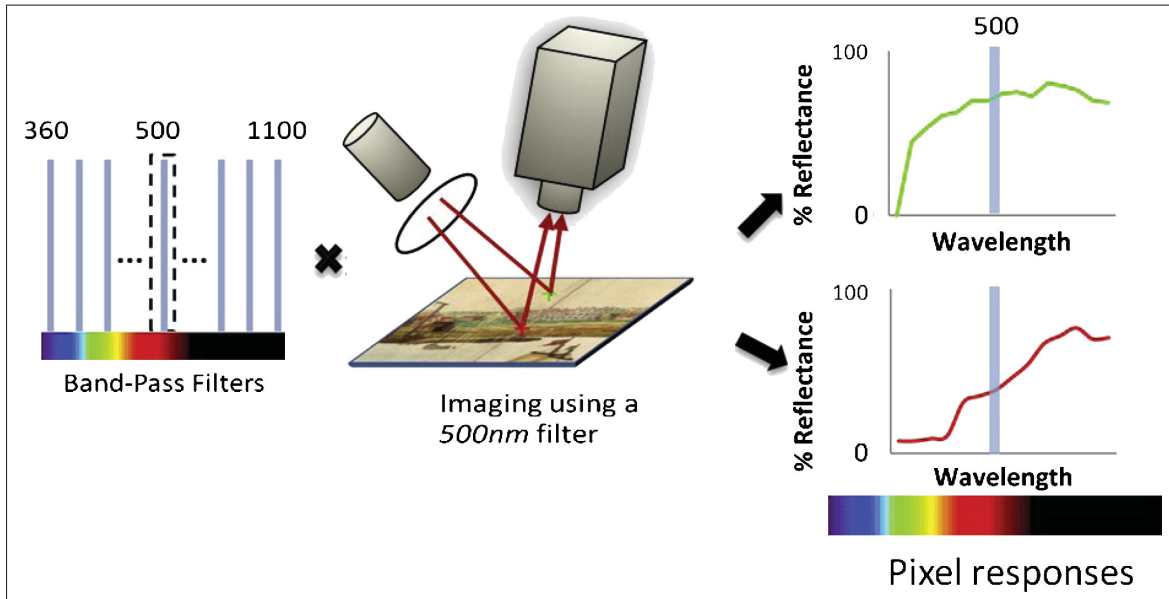 360 500 1100
... ...
Band-Pass Filters
Imaging using a
500nm filter
500
100
% Reflectance
0
Wavelength
100
% Reflectance
0
Wavelength
Pixel responses